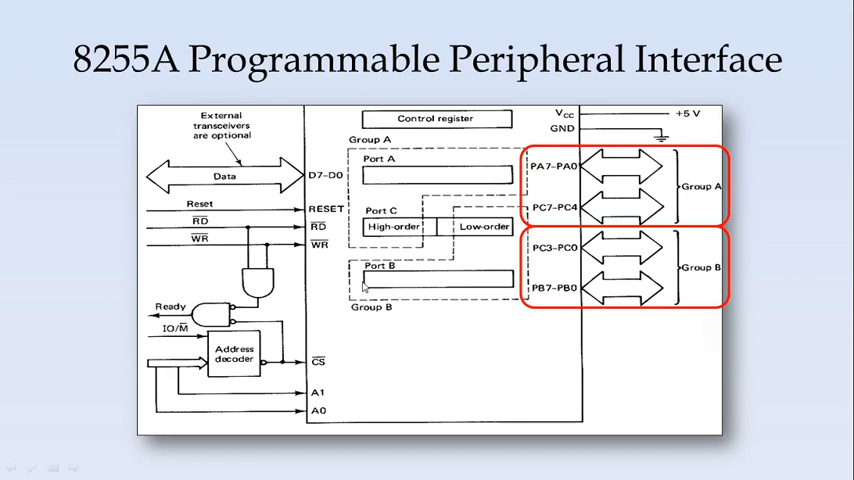 8255A Programmable Peripheral Interface
External
transceivers
are optional
Control register
VCC
+5 V
GND
Group A
Port A
Data
D7-D0
PA7-PA0
Group A
Reset
RESET
Port C
PC7-PC4
RD
RD
High-order
Low-order
WR
WR
PC3-PC0
Port B
Group B
PB7-PB0
Ready
Group B
IO/M
Address
decoder
CS
A1
A0